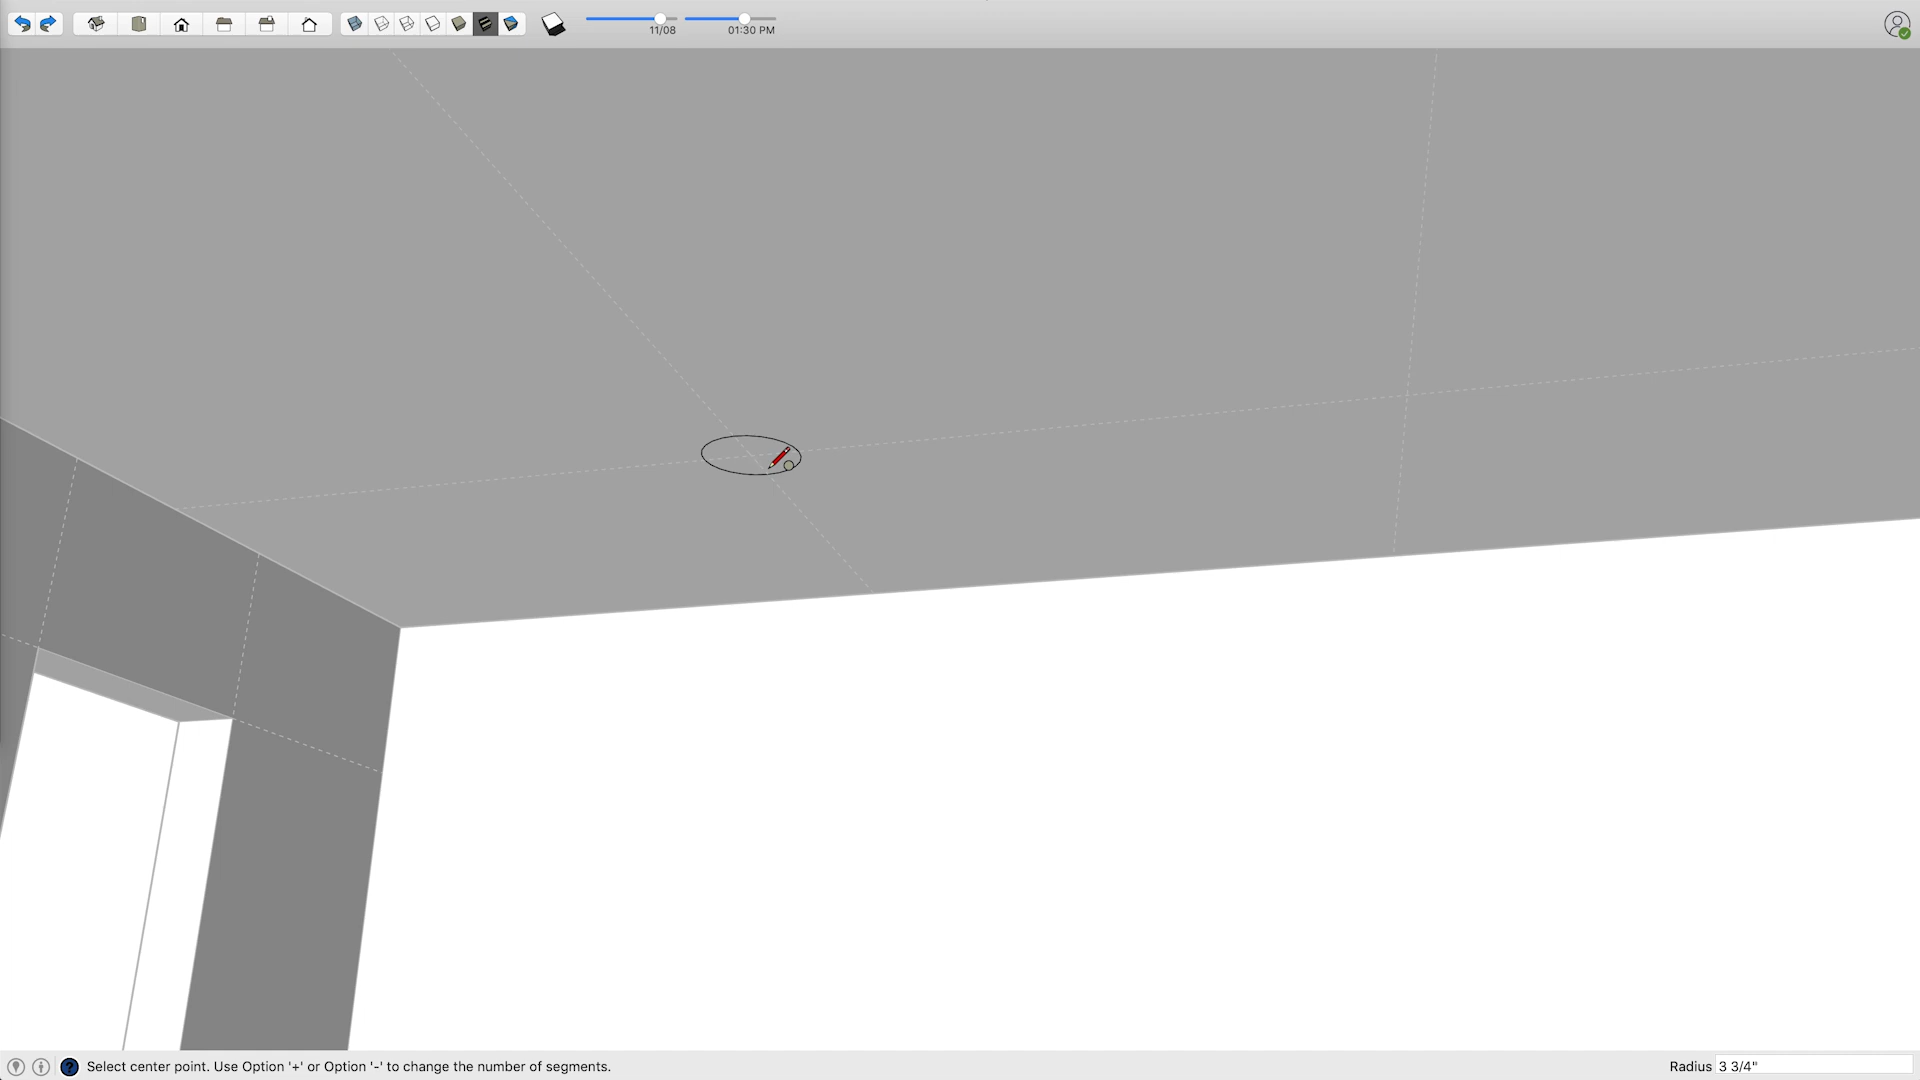 11/08
01:30 PM
Select center point. Use Option '+' or Option '-' to change the number of segments.
Radius 3 3/4"